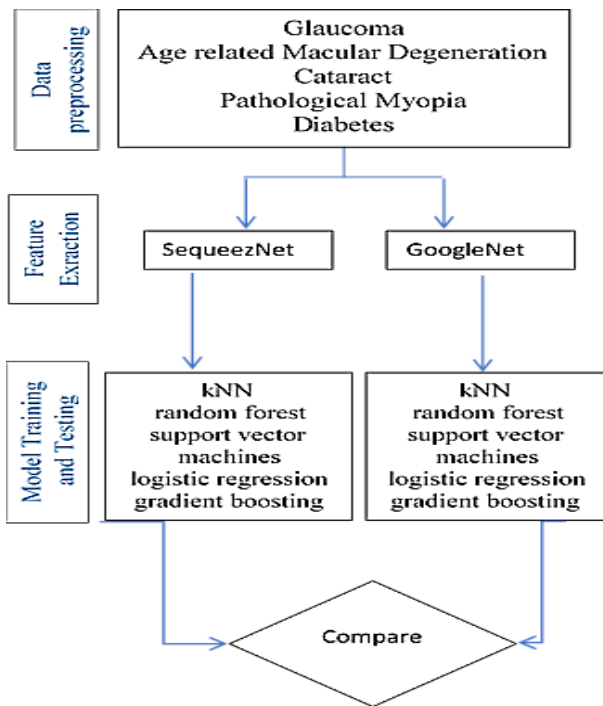 Data
preprocessing
Glaucoma
Age related Macular Degeneration
Cataract
Pathological Myopia
Diabetes
Feature
Exraction
SequeezNet
GoogleNet
Model Training
and Testing
kNN
random forest
support vector
machines
logistic regression
gradient boosting
kNN
random forest
support vector
machines
logistic regression
gradient boosting
Compare